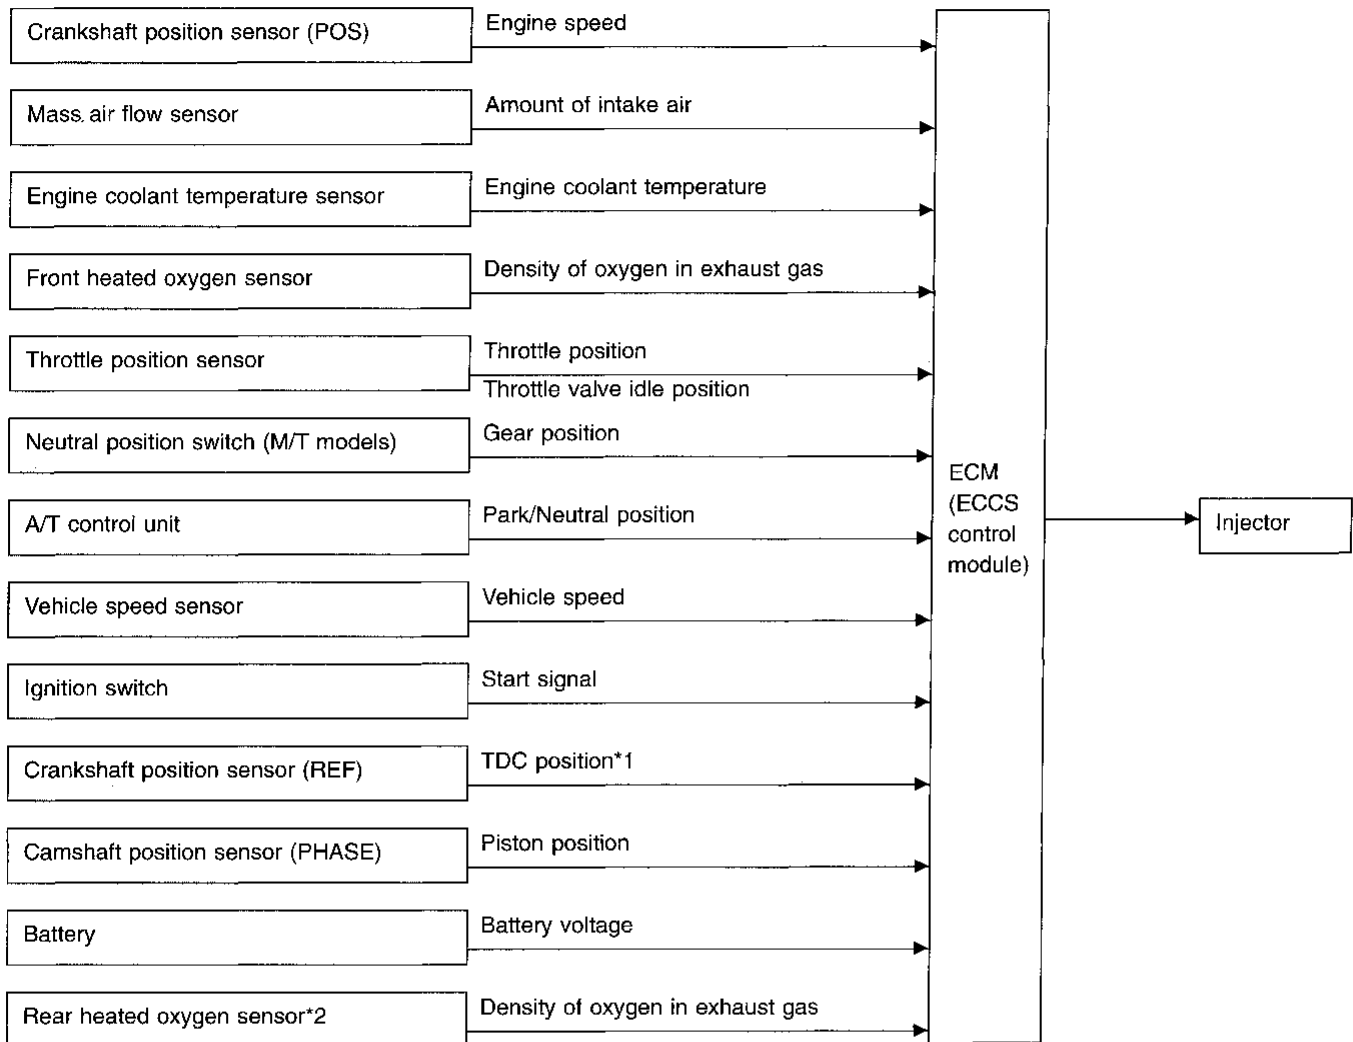 Crankshaft position sensor (POS)
Engine speed
Mass air flow sensor
Amount of intake air
Engine coolant temperature sensor
Engine coolant temperature
Front heated oxygen sensor
Density of oxygen in exhaust gas
Throttle position sensor
Throttle position
Throttle valve idle position
Neutral position switch (M/T models)
Gear position
A/T control unit
Park/Neutral position
Vehicle speed sensor
Vehicle speed
Ignition switch
Start signal
Crankshaft position sensor (REF)
TDC position*1
Camshaft position sensor (PHASE)
Piston position
Battery
Battery voltage
Rear heated oxygen sensor*2
Density of oxygen in exhaust gas
ECM
(ECCS
control
module)
Injector